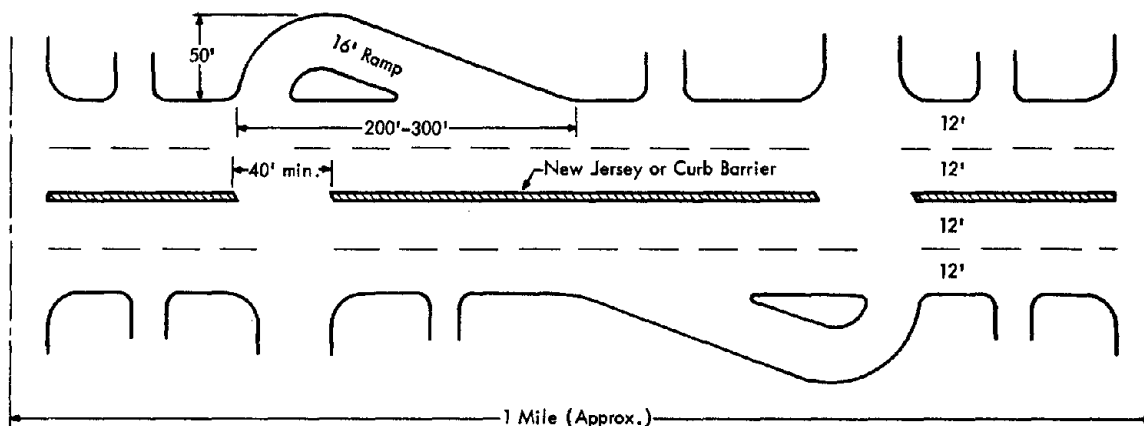 50'
16' Ramp
200'-300'
12'
40' min.
New Jersey or Curb Barrier
12'
12'
12'
1 Mile (Approx.)